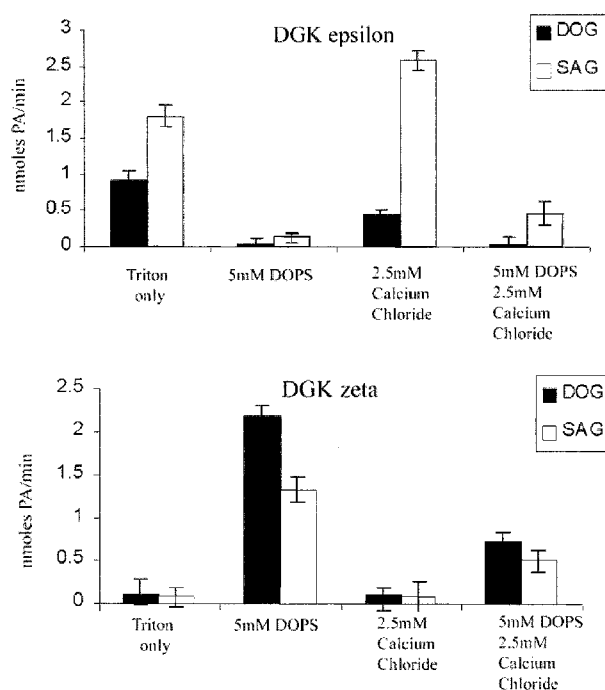 DGK epsilon
DOG
SAG
nmoles PA/min
3
2.5
2
1.5
1
0.5
0
Triton
only
5mM DOPS
2.5mM
Calcium
Chloride
5mM DOPS
2.5mM
Calcium
Chloride
DGK zeta
DOG
SAG
nmoles PA/min
2.5
2
1.5
1
0.5
0
Triton
only
5mM DOPS
2.5mM
Calcium
Chloride
5mM DOPS
2.5mM
Calcium
Chloride